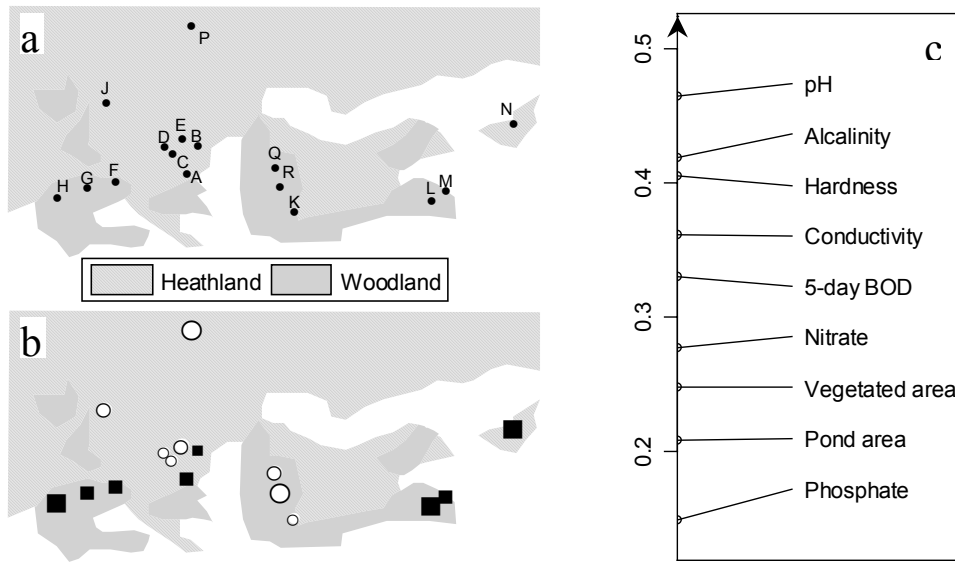 a
P
J
N
E
D
B
Q
C
A
F
G
R
H
M
L
K
Heathland
Woodland
b
c
0.5
pH
Alcalinity
0.4
Hardness
Conductivity
5-day BOD
0.3
Nitrate
Vegetated area
0.2
Pond area
Phosphate